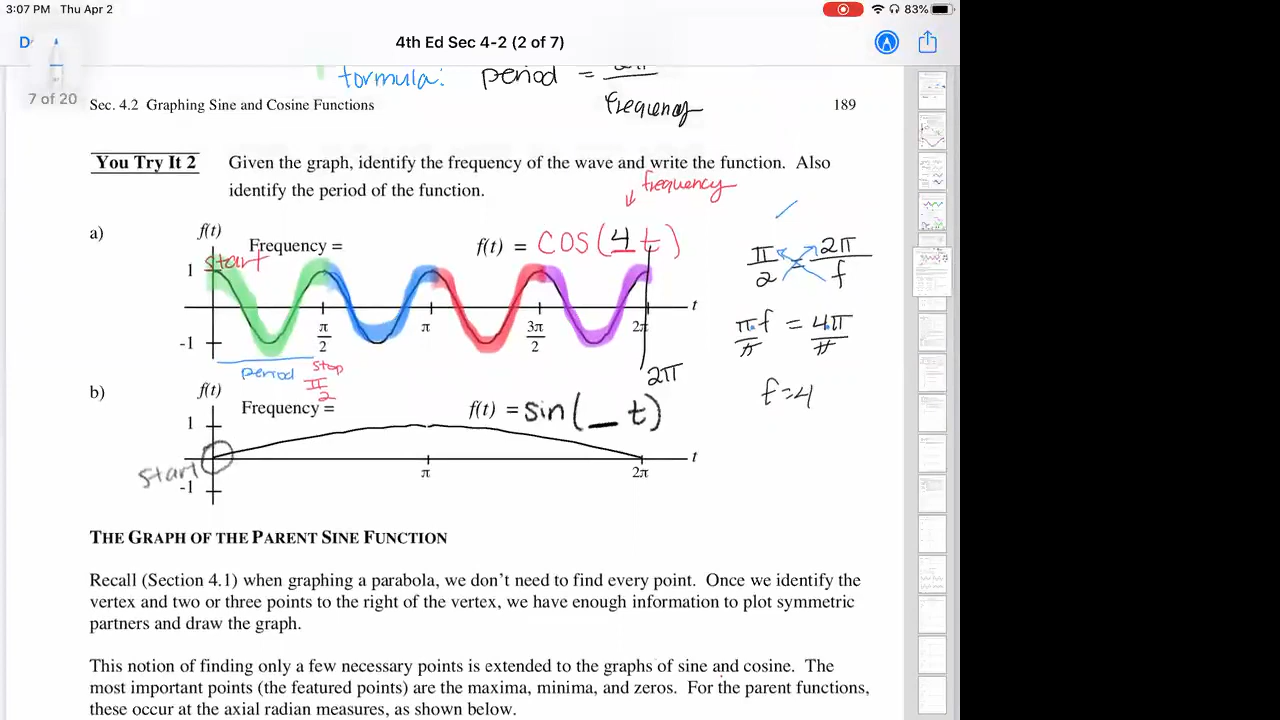 3:07 PM Thu Apr 2 83%
4th Ed Sec 4-2 (2 of 7)
7 of 20
formula: period =
frequency
Sec. 4.2 Graphing Sine and Cosine Functions 189
You Try It 2 Given the graph, identify the frequency of the wave and write the function. Also
identify the period of the function.
frequency
a) f(t) Frequency = f(t) = cos(4t)
start
π/2 = 2π/f
1
t
-1 π/2 π 3π/2 2π
π·f/π = 4π/π
period stop π/2 2π
f=4
b) f(t) Frequency = f(t) = sin(_t)
1
t
start
-1 π 2π
THE GRAPH OF THE PARENT SINE FUNCTION
Recall (Section 4.1) when graphing a parabola, we don't need to find every point. Once we identify the
vertex and two or three points to the right of the vertex, we have enough information to plot symmetric
partners and draw the graph.
This notion of finding only a few necessary points is extended to the graphs of sine and cosine. The
most important points (the featured points) are the maxima, minima, and zeros. For the parent functions,
these occur at the axial radian measures, as shown below.